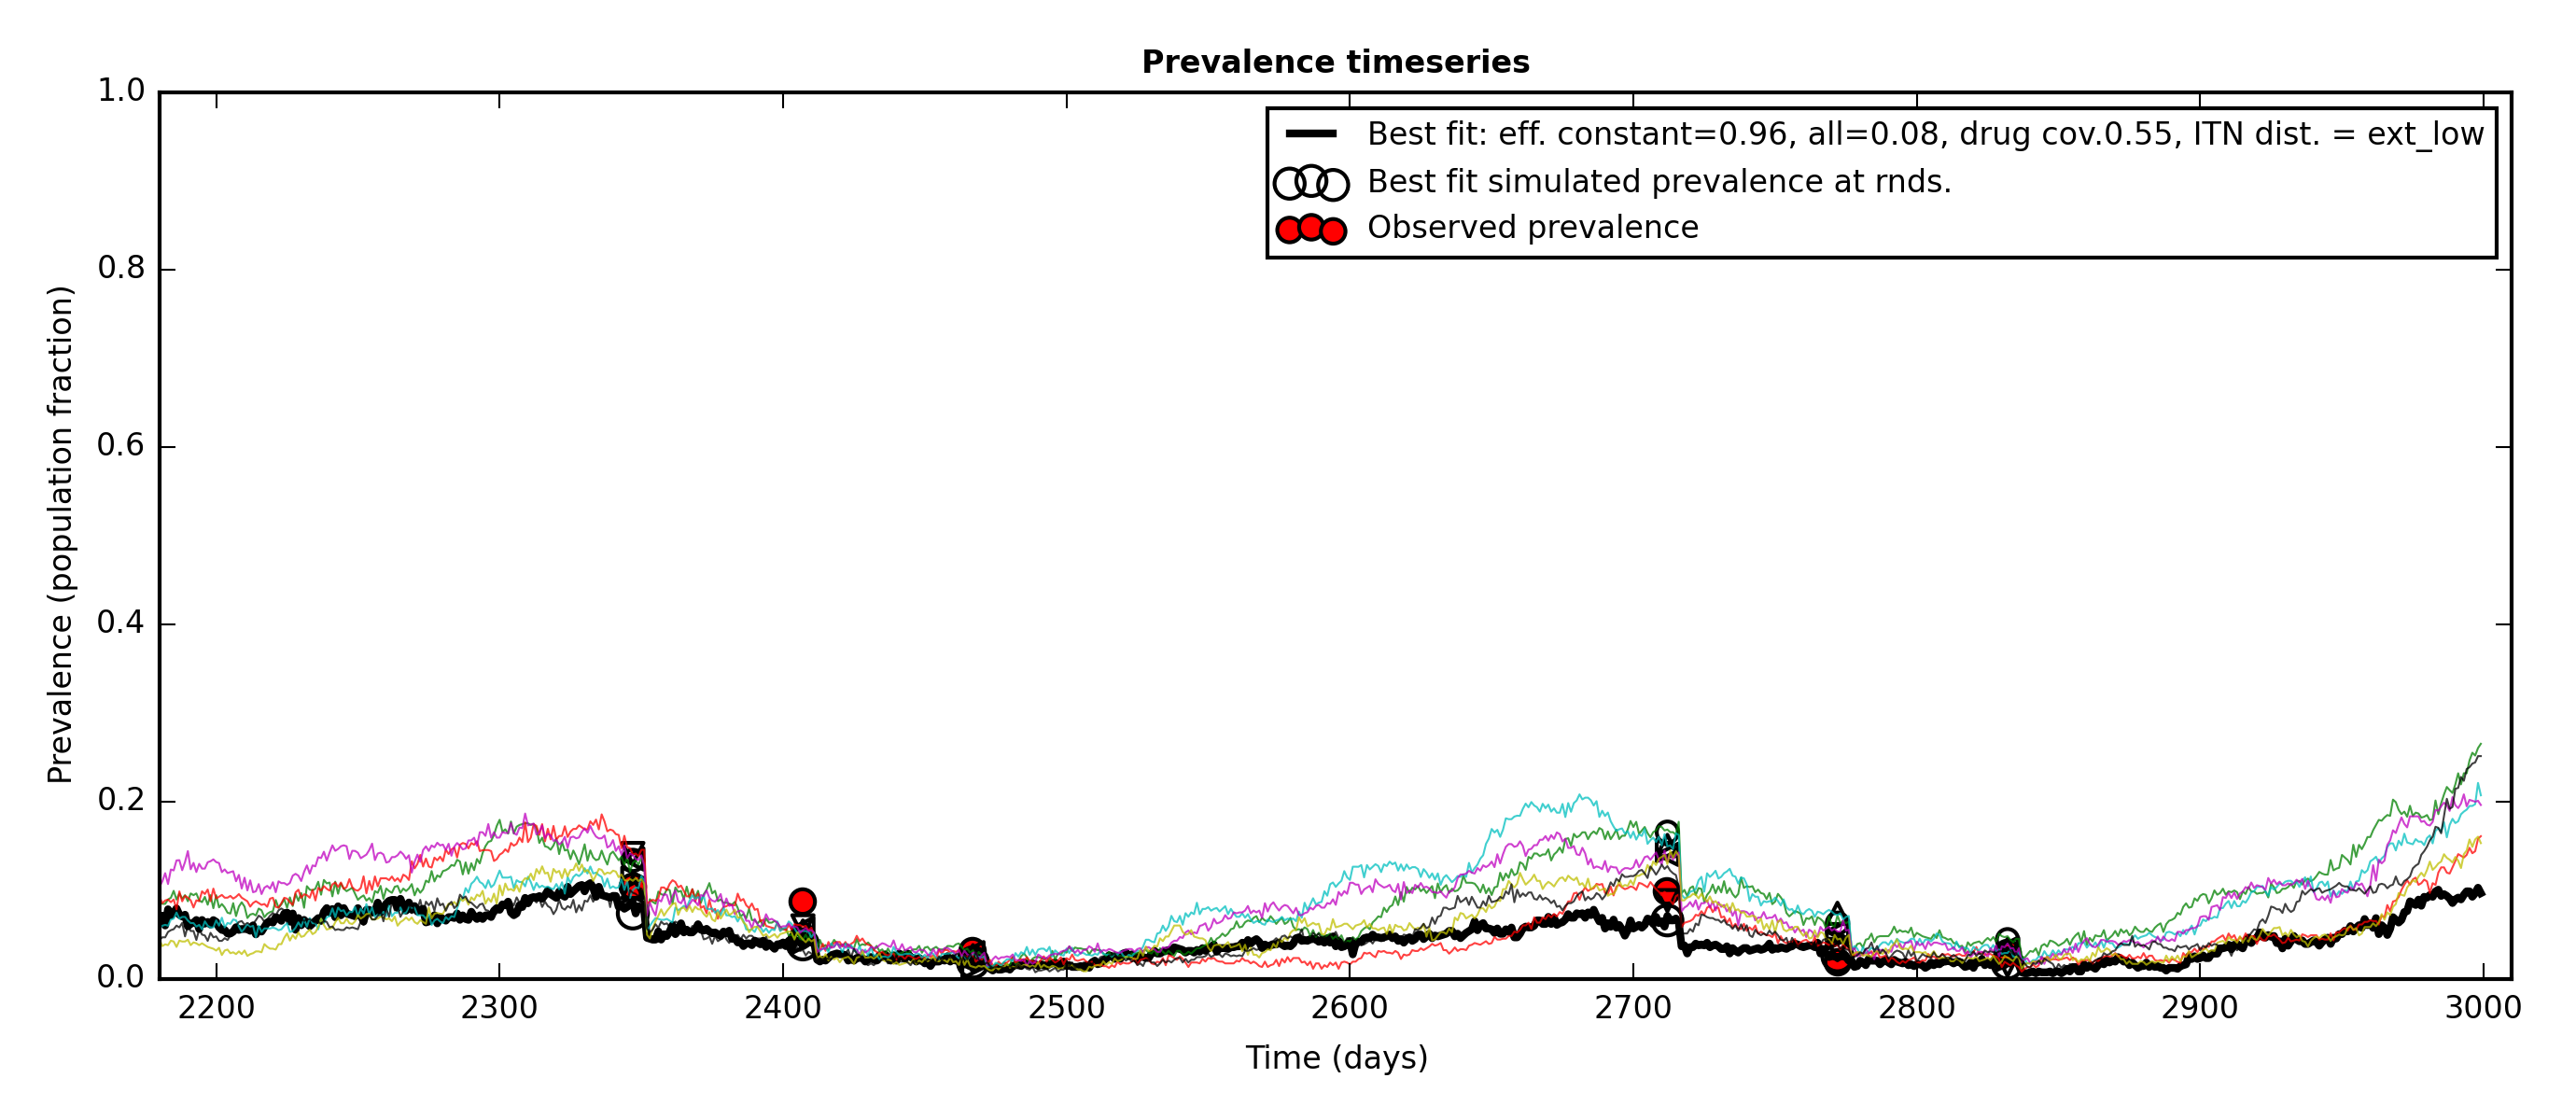 Prevalence timeseries
1.0
0.8
0.6
0.4
0.2
0.0
Prevalence (population fraction)
Best fit: eff. constant=0.96, all=0.08, drug cov.0.55, ITN dist. = ext_low
Best fit simulated prevalence at rnds.
Observed prevalence
2200 2300 2400 2500 2600 2700 2800 2900 3000
Time (days)